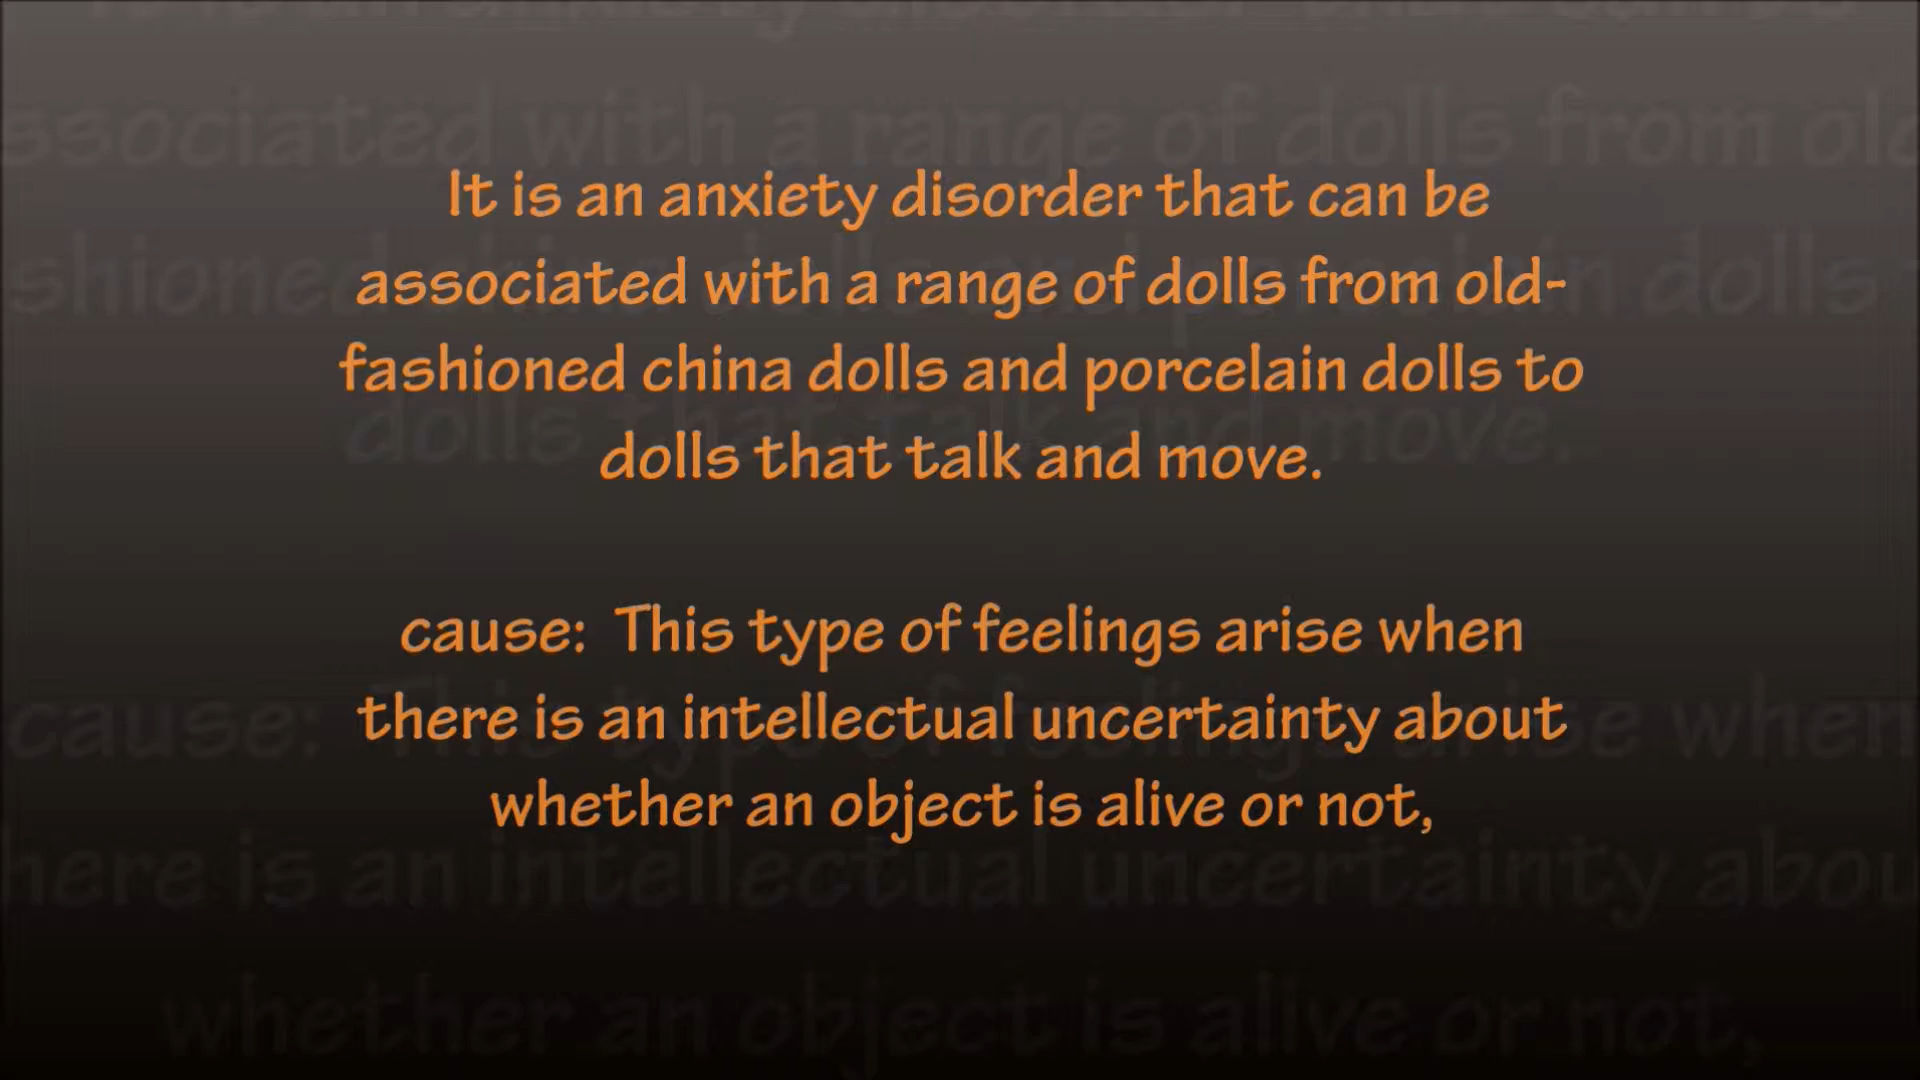 It is an anxiety disorder that can be
associated with a range of dolls from old-
fashioned china dolls and porcelain dolls to
dolls that talk and move.
cause:  This type of feelings arise when
there is an intellectual uncertainty about
whether an object is alive or not,